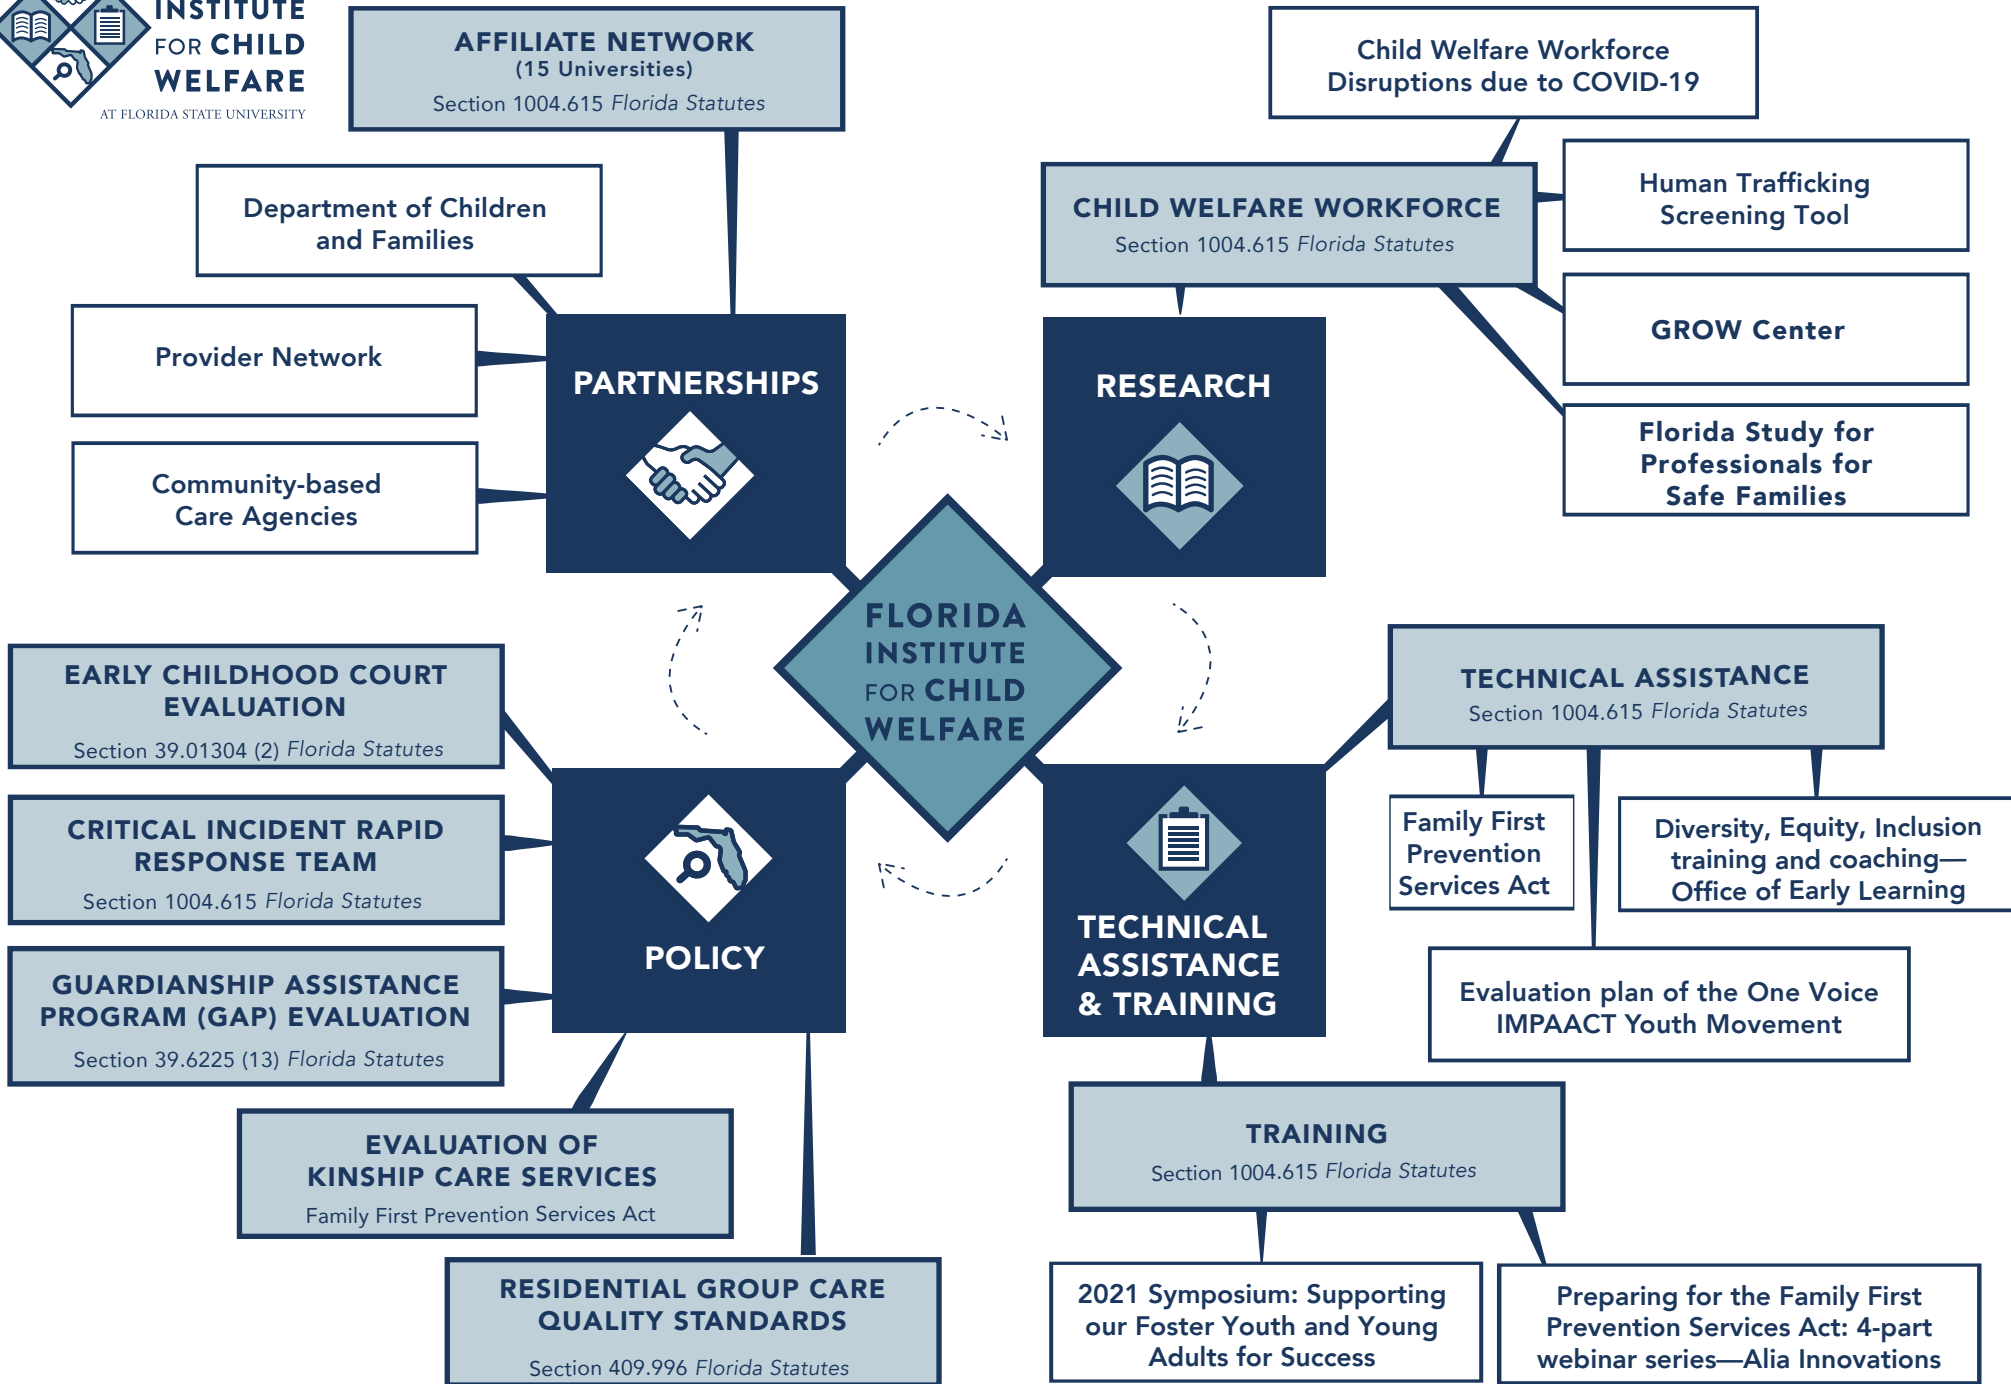 INSTITUTE
FOR CHILD
WELFARE
AT FLORIDA STATE UNIVERSITY
AFFILIATE NETWORK
(15 Universities)
Section 1004.615 Florida Statutes
Department of Children
and Families
Provider Network
Community-based
Care Agencies
PARTNERSHIPS
Child Welfare Workforce
Disruptions due to COVID-19
CHILD WELFARE WORKFORCE
Section 1004.615 Florida Statutes
Human Trafficking
Screening Tool
GROW Center
Florida Study for
Professionals for
Safe Families
RESEARCH
FLORIDA
INSTITUTE
FOR CHILD
WELFARE
EARLY CHILDHOOD COURT
EVALUATION
Section 39.01304 (2) Florida Statutes
CRITICAL INCIDENT RAPID
RESPONSE TEAM
Section 1004.615 Florida Statutes
GUARDIANSHIP ASSISTANCE
PROGRAM (GAP) EVALUATION
Section 39.6225 (13) Florida Statutes
POLICY
EVALUATION OF
KINSHIP CARE SERVICES
Family First Prevention Services Act
RESIDENTIAL GROUP CARE
QUALITY STANDARDS
Section 409.996 Florida Statutes
TECHNICAL
ASSISTANCE
& TRAINING
TECHNICAL ASSISTANCE
Section 1004.615 Florida Statutes
Family First
Prevention
Services Act
Diversity, Equity, Inclusion
training and coaching—
Office of Early Learning
Evaluation plan of the One Voice
IMPAACT Youth Movement
TRAINING
Section 1004.615 Florida Statutes
2021 Symposium: Supporting
our Foster Youth and Young
Adults for Success
Preparing for the Family First
Prevention Services Act: 4-part
webinar series—Alia Innovations